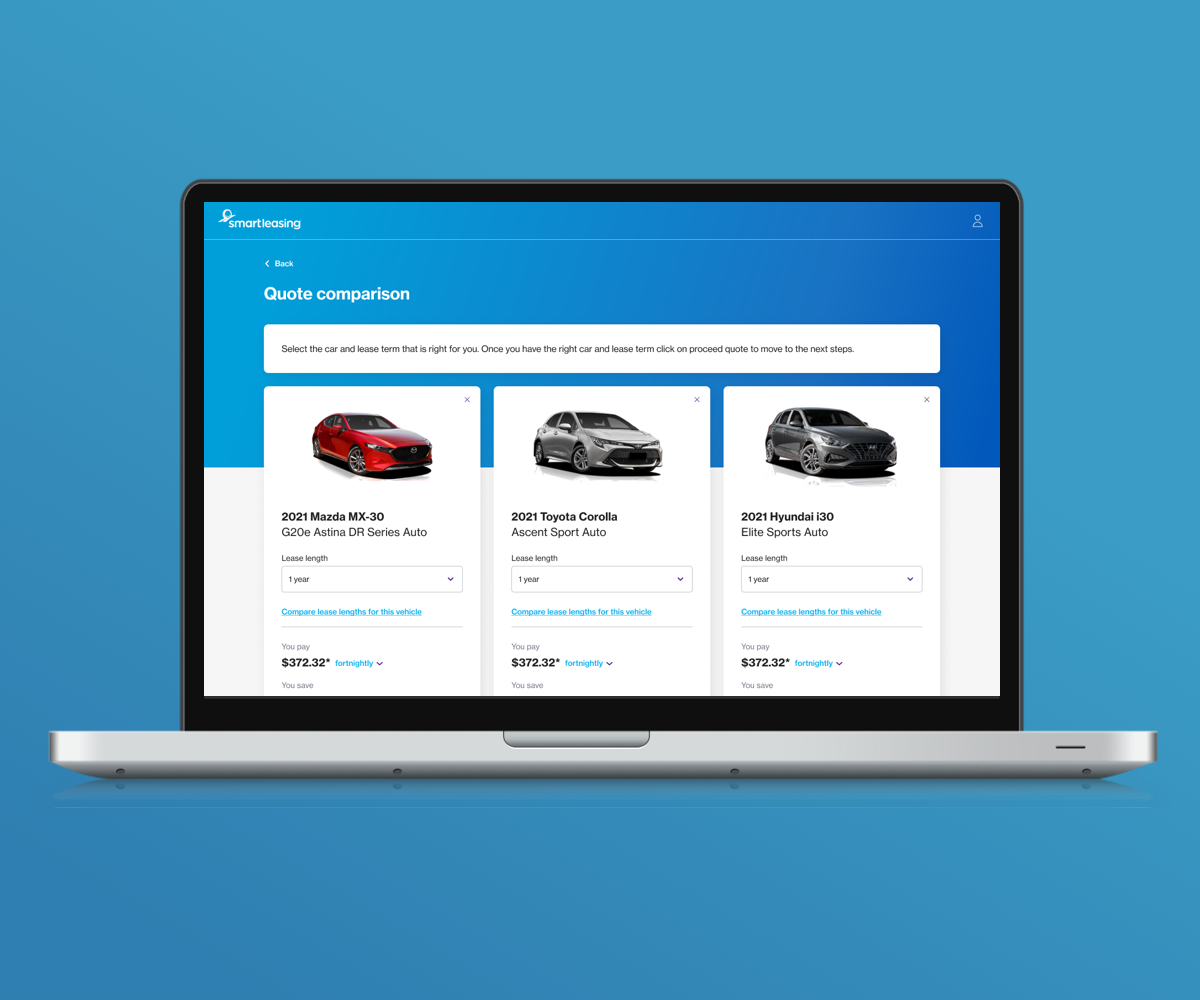 smartleasing
Back
Quote comparison
Select the car and lease term that is right for you. Once you have the right car and lease term click on proceed quote to move to the next steps.
2021 Mazda MX-30
G20e Astina DR Series Auto
Lease length
1 year
Compare lease lengths for this vehicle
You pay
$372.32* fortnightly
You save
2021 Toyota Corolla
Ascent Sport Auto
Lease length
1 year
Compare lease lengths for this vehicle
You pay
$372.32* fortnightly
You save
2021 Hyundai i30
Elite Sports Auto
Lease length
1 year
Compare lease lengths for this vehicle
You pay
$372.32* fortnightly
You save